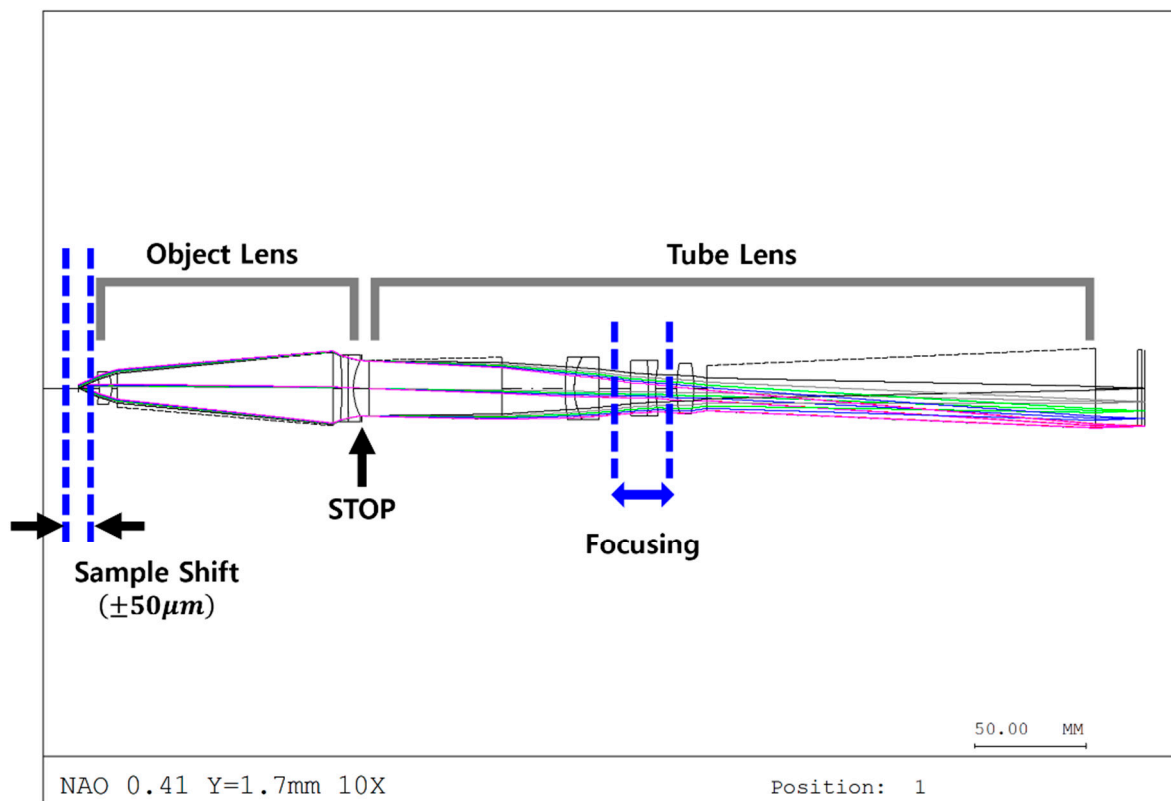 Object Lens
Tube Lens
STOP
Focusing
Sample Shift
(±50μm)
50.00 MM
NAO 0.41 Y=1.7mm 10X
Position: 1